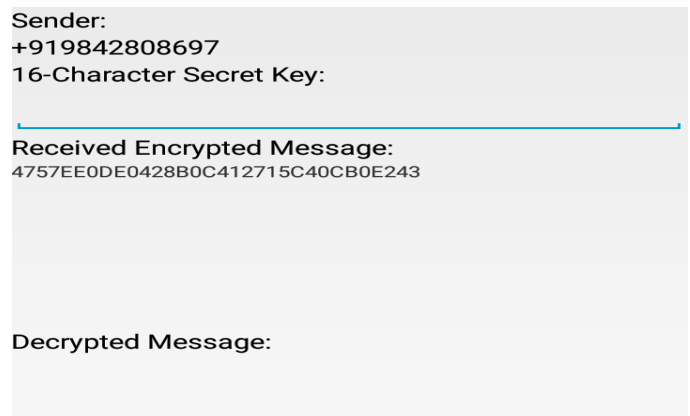 Sender:
+919842808697
16-Character Secret Key:
Received Encrypted Message:
4757EE0DE0428B0C412715C40CB0E243
Decrypted Message: